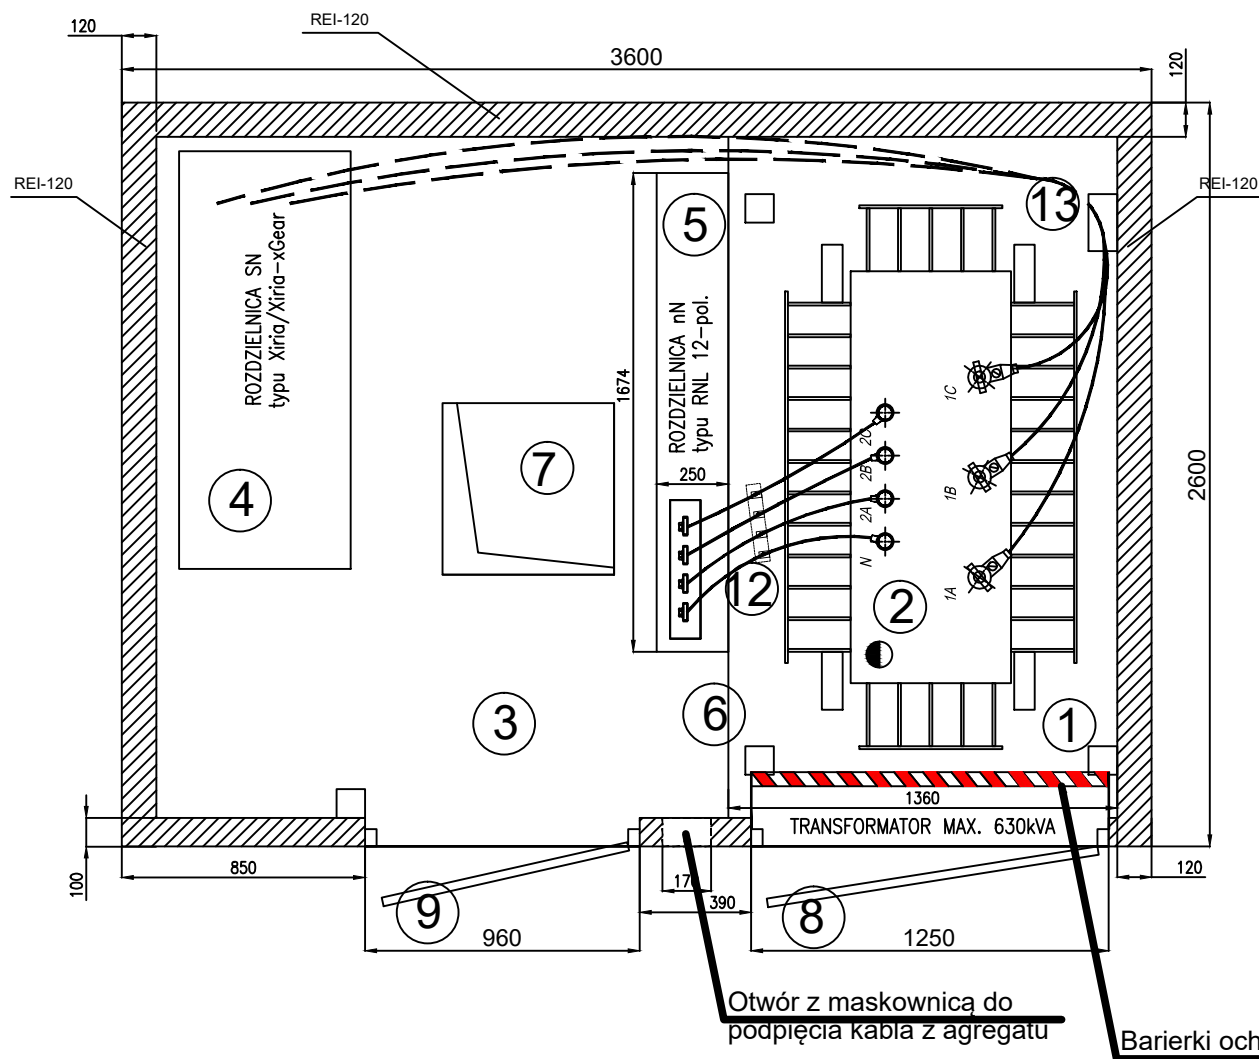 REI-120
120
3600
120
REI-120
REI-120
13
5
ROZDZIELNICA SN
typu Xiria/Xiria-xGear
ROZDZIELNICA nN
typu RNL 12-pol.
1674
250
4
7
2C
2B
2A
N
1C
1B
1A
2600
12
2
3
6
1
1360
TRANSFORMATOR MAX. 630kVA
100
850
170
390
120
9
8
960
1250
Otwór z maskownicą do
podpięcia kabla z agregatu
Barierki och